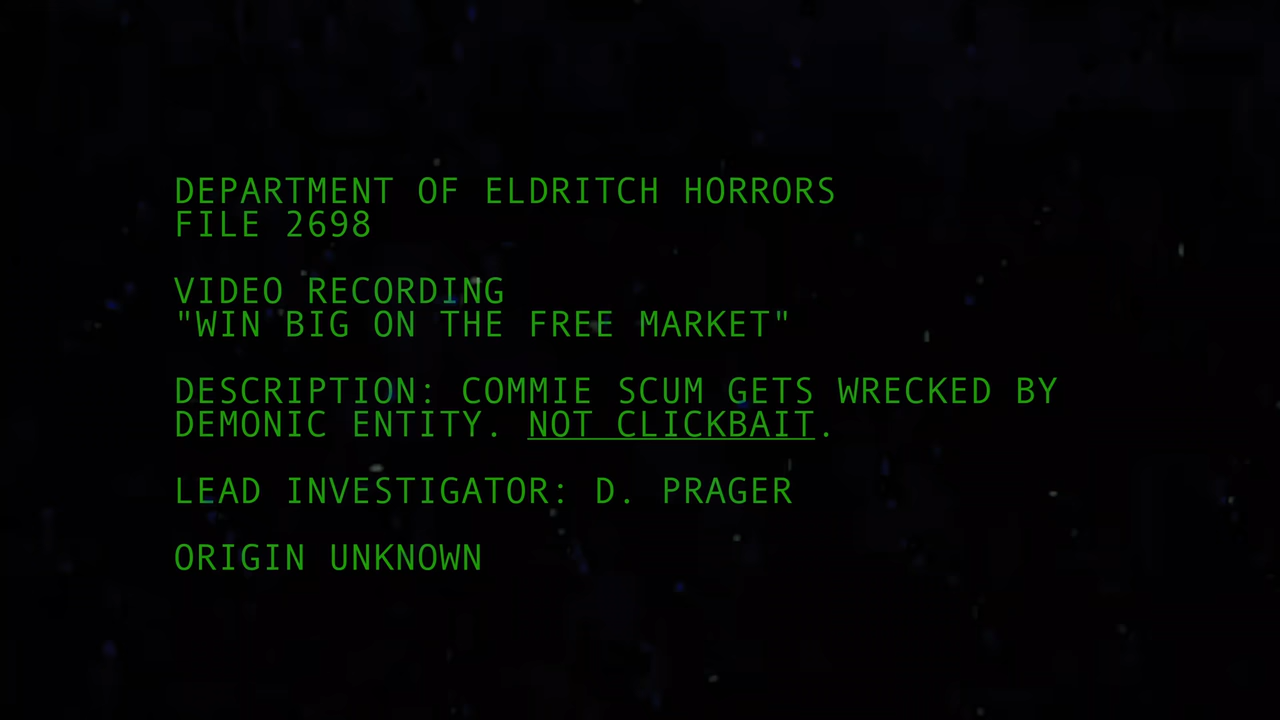 DEPARTMENT OF ELDRITCH HORRORS
FILE 2698
VIDEO RECORDING
"WIN BIG ON THE FREE MARKET"
DESCRIPTION: COMMIE SCUM GETS WRECKED BY
DEMONIC ENTITY. NOT CLICKBAIT.
LEAD INVESTIGATOR: D. PRAGER
ORIGIN UNKNOWN